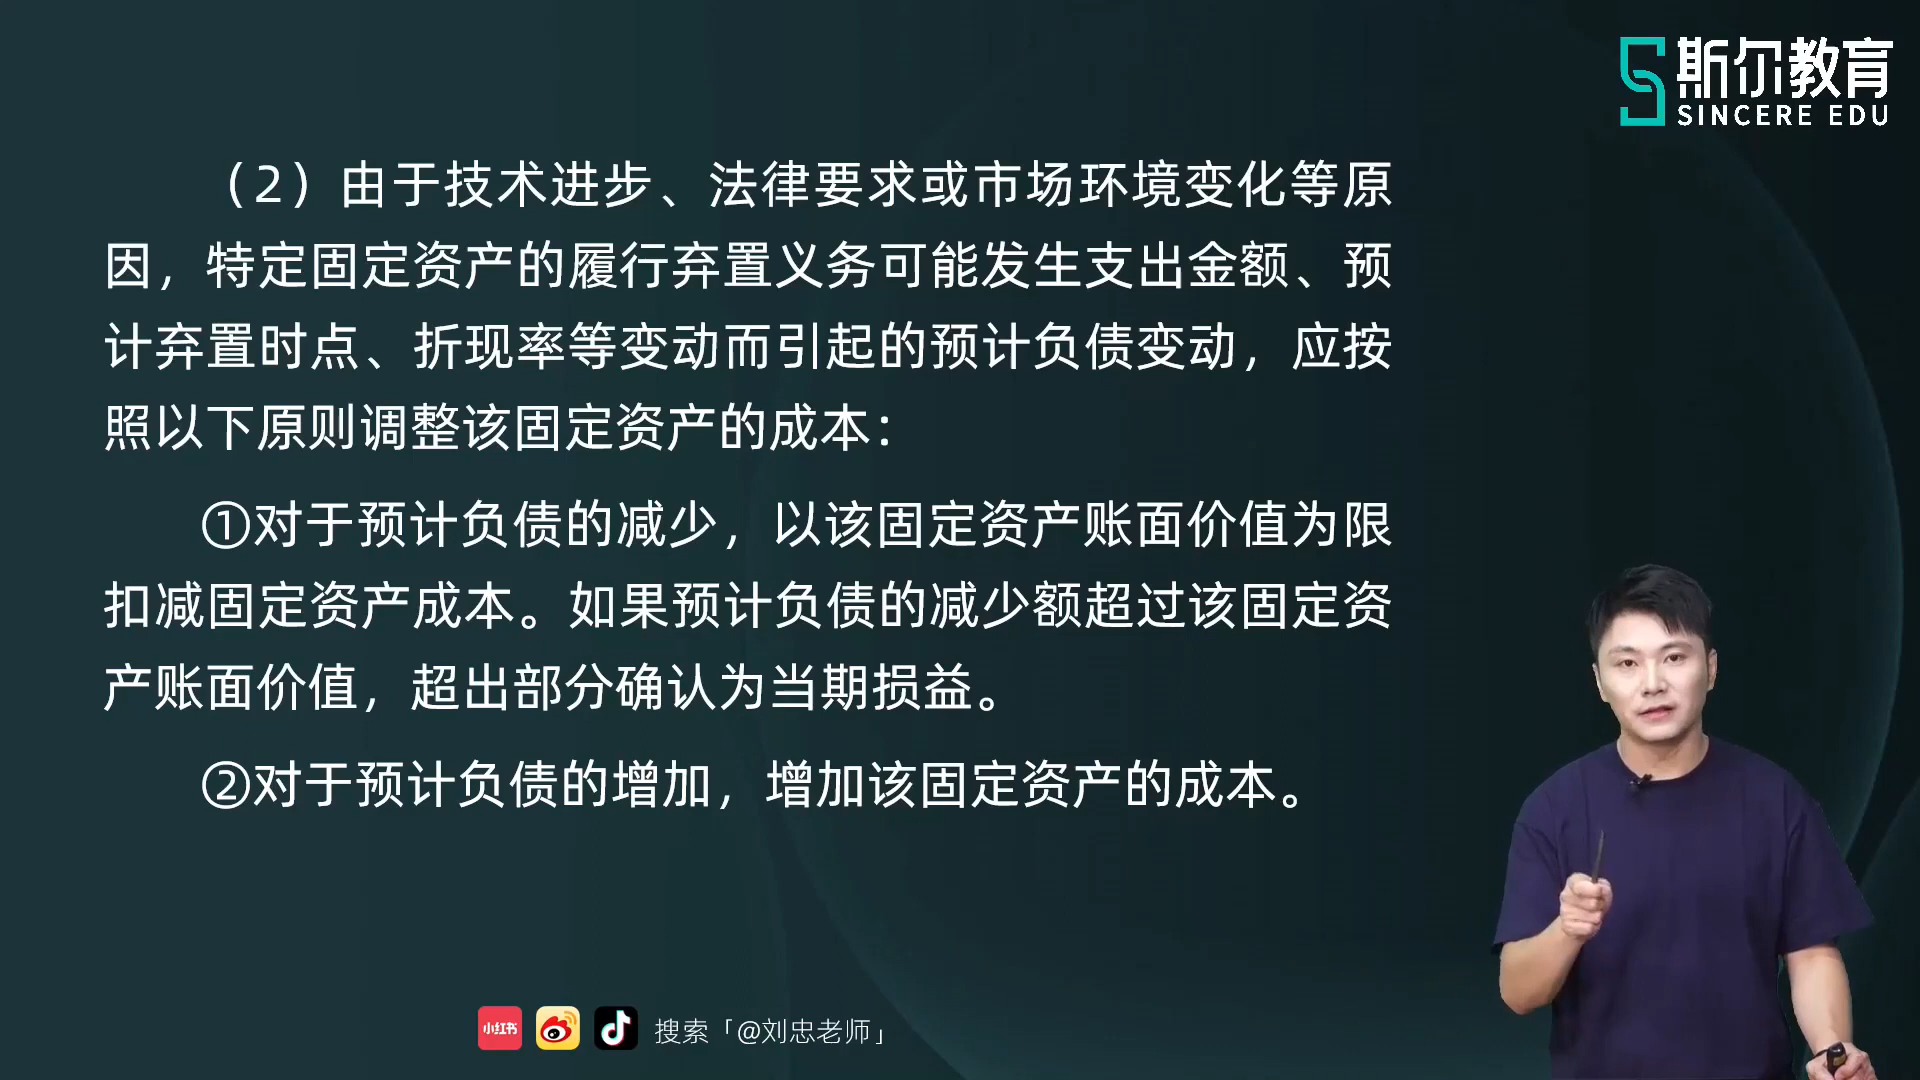 斯尔教育
SINCERE EDU
（2）由于技术进步、法律要求或市场环境变化等原
因，特定固定资产的履行弃置义务可能发生支出金额、预
计弃置时点、折现率等变动而引起的预计负债变动，应按
照以下原则调整该固定资产的成本：
①对于预计负债的减少，以该固定资产账面价值为限
扣减固定资产成本。如果预计负债的减少额超过该固定资
产账面价值，超出部分确认为当期损益。
②对于预计负债的增加，增加该固定资产的成本。
小红书
搜索「@刘忠老师」